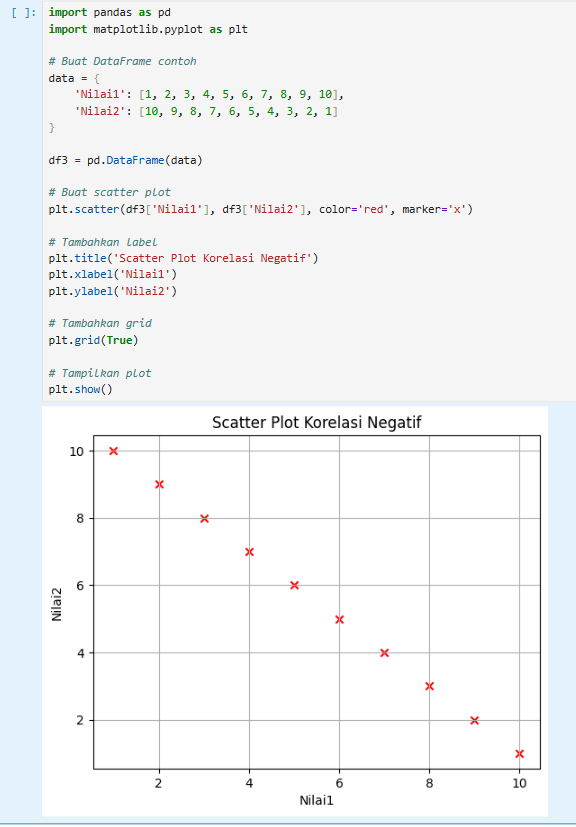 [ ]: import pandas as pd
import matplotlib.pyplot as plt
# Buat DataFrame contoh
data = {
    'Nilai1': [1, 2, 3, 4, 5, 6, 7, 8, 9, 10],
    'Nilai2': [10, 9, 8, 7, 6, 5, 4, 3, 2, 1]
}
df3 = pd.DataFrame(data)
# Buat scatter plot
plt.scatter(df3['Nilai1'], df3['Nilai2'], color='red', marker='x')
# Tambahkan label
plt.title('Scatter Plot Korelasi Negatif')
plt.xlabel('Nilai1')
plt.ylabel('Nilai2')
# Tambahkan grid
plt.grid(True)
# Tampilkan plot
plt.show()
Scatter Plot Korelasi Negatif
10
8
6
4
2
Nilai2
2 4 6 8 10
Nilai1